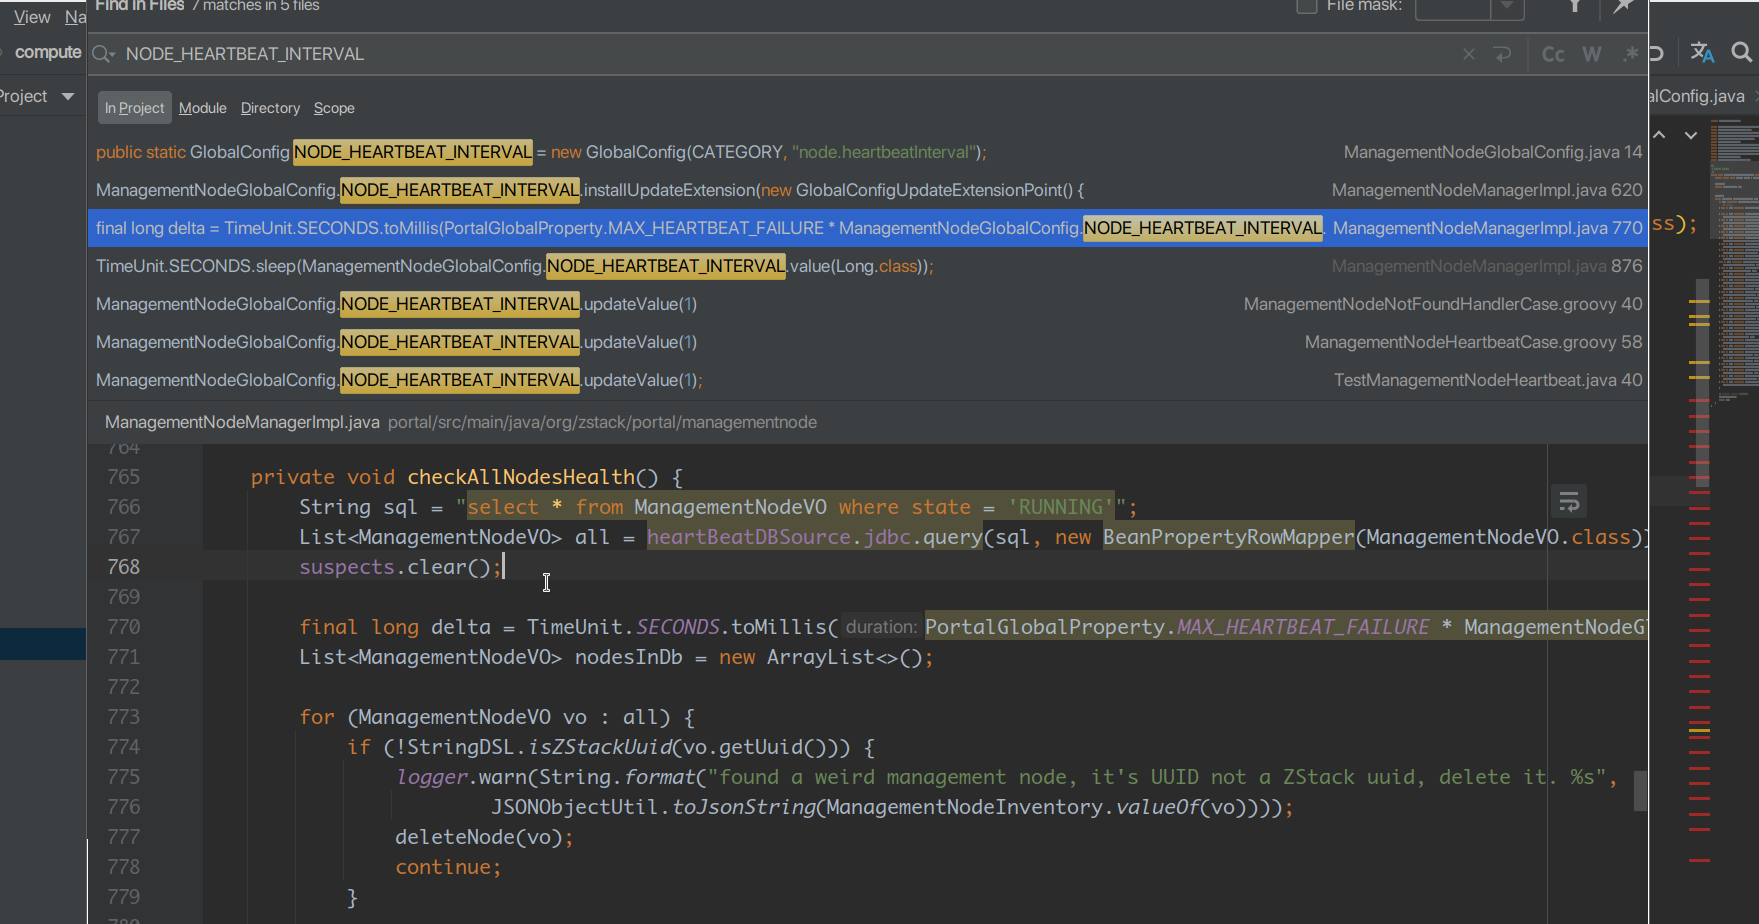 Find in Files 7 matches in 5 files File mask:
View Na
compute
NODE_HEARTBEAT_INTERVAL Cc W .*
Project
In Project Module Directory Scope
alConfig.java
public static GlobalConfig NODE_HEARTBEAT_INTERVAL = new GlobalConfig(CATEGORY, "node.heartbeatInterval"); ManagementNodeGlobalConfig.java 14
ManagementNodeGlobalConfig.NODE_HEARTBEAT_INTERVAL.installUpdateExtension(new GlobalConfigUpdateExtensionPoint() { ManagementNodeManagerImpl.java 620
final long delta = TimeUnit.SECONDS.toMillis(PortalGlobalProperty.MAX_HEARTBEAT_FAILURE * ManagementNodeGlobalConfig.NODE_HEARTBEAT_INTERVAL. ManagementNodeManagerImpl.java 770
ss);
TimeUnit.SECONDS.sleep(ManagementNodeGlobalConfig.NODE_HEARTBEAT_INTERVAL.value(Long.class)); ManagementNodeManagerImpl.java 876
ManagementNodeGlobalConfig.NODE_HEARTBEAT_INTERVAL.updateValue(1) ManagementNodeNotFoundHandlerCase.groovy 40
ManagementNodeGlobalConfig.NODE_HEARTBEAT_INTERVAL.updateValue(1) ManagementNodeHeartbeatCase.groovy 58
ManagementNodeGlobalConfig.NODE_HEARTBEAT_INTERVAL.updateValue(1); TestManagementNodeHeartbeat.java 40
ManagementNodeManagerImpl.java portal/src/main/java/org/zstack/portal/managementnode
764
765 private void checkAllNodesHealth() {
766 String sql = "select * from ManagementNodeVO where state = 'RUNNING'";
767 List<ManagementNodeVO> all = heartBeatDBSource.jdbc.query(sql, new BeanPropertyRowMapper(ManagementNodeVO.class))
768 suspects.clear();
769
770 final long delta = TimeUnit.SECONDS.toMillis( duration: PortalGlobalProperty.MAX_HEARTBEAT_FAILURE * ManagementNodeGl
771 List<ManagementNodeVO> nodesInDb = new ArrayList<>();
772
773 for (ManagementNodeVO vo : all) {
774 if (!StringDSL.isZStackUuid(vo.getUuid())) {
775 logger.warn(String.format("found a weird management node, it's UUID not a ZStack uuid, delete it. %s",
776 JSONObjectUtil.toJsonString(ManagementNodeInventory.valueOf(vo))));
777 deleteNode(vo);
778 continue;
779 }
780